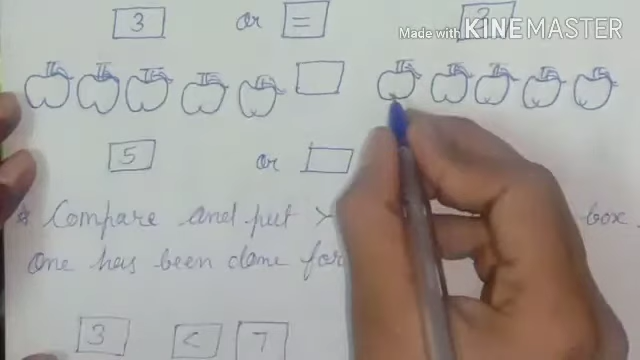 Made with KINEMASTER
3 or =
5 or
* Compare and put > box.
One has been done for
3 < 7